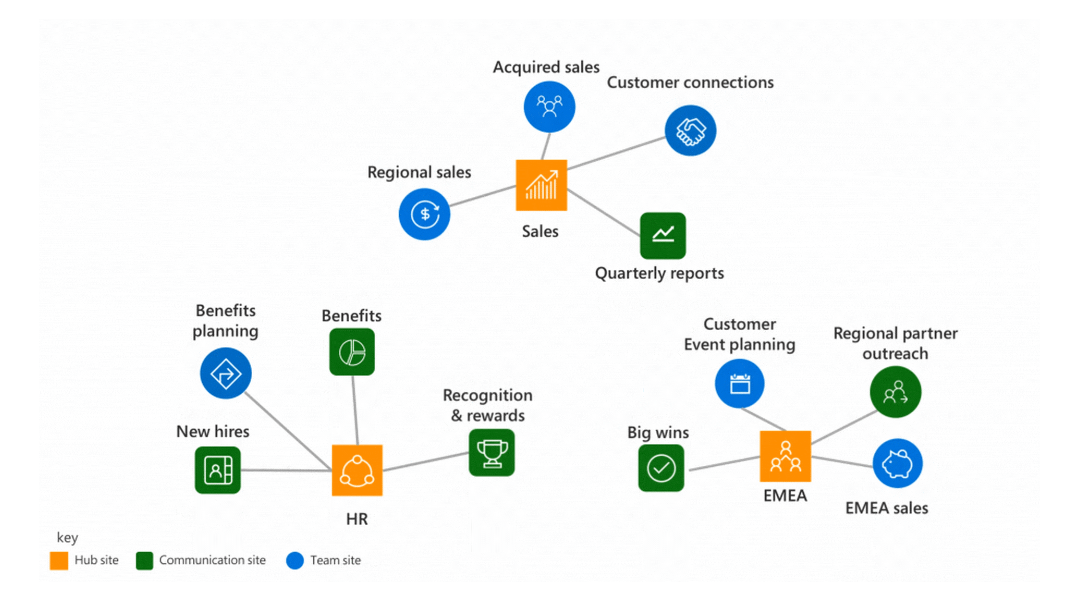 Acquired sales
Customer connections
Regional sales
$
Sales
Quarterly reports
Benefits
planning
Benefits
Recognition
& rewards
New hires
HR
Customer
Event planning
Regional partner
outreach
Big wins
EMEA
EMEA sales
key
Hub site
Communication site
Team site